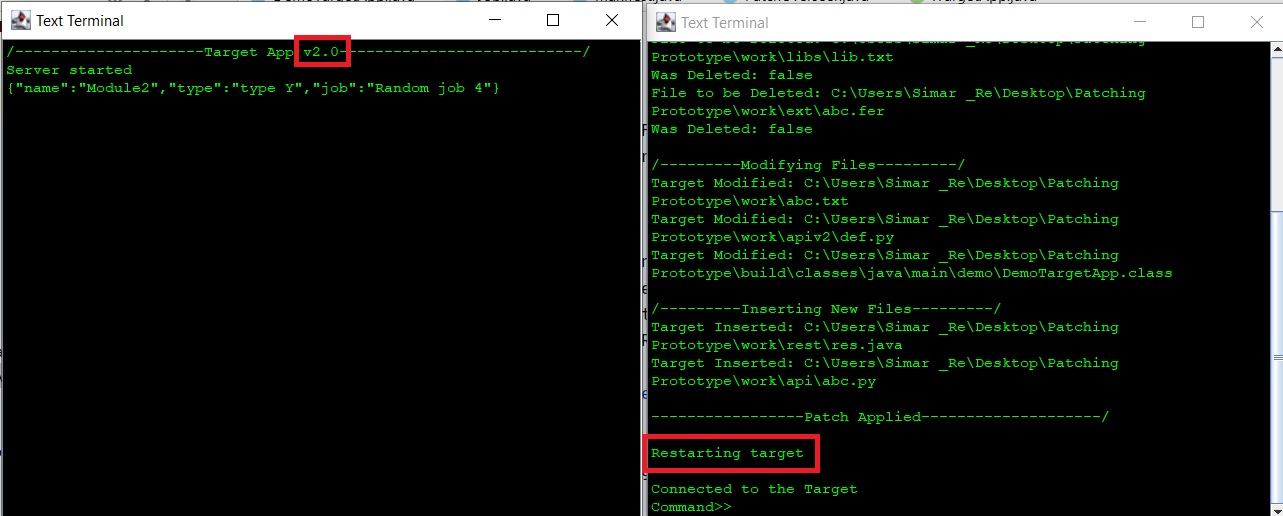 Text Terminal
/---------------------Target App v2.0---------------------------/
Server started
{"name":"Module2","type":"type Y","job":"Random job 4"}
Text Terminal
Prototype\work\libs\lib.txt
Was Deleted: false
File to be Deleted: C:\Users\Simar _Re\Desktop\Patching
Prototype\work\ext\abc.fer
Was Deleted: false
/---------Modifying Files---------/
Target Modified: C:\Users\Simar _Re\Desktop\Patching
Prototype\work\abc.txt
Target Modified: C:\Users\Simar _Re\Desktop\Patching
Prototype\work\apiv2\def.py
Target Modified: C:\Users\Simar _Re\Desktop\Patching
Prototype\build\classes\java\main\demo\DemoTargetApp.class
/---------Inserting New Files---------/
Target Inserted: C:\Users\Simar _Re\Desktop\Patching
Prototype\work\rest\res.java
Target Inserted: C:\Users\Simar _Re\Desktop\Patching
Prototype\work\api\abc.py
-----------------Patch Applied--------------------/
Restarting target
Connected to the Target
Command>>